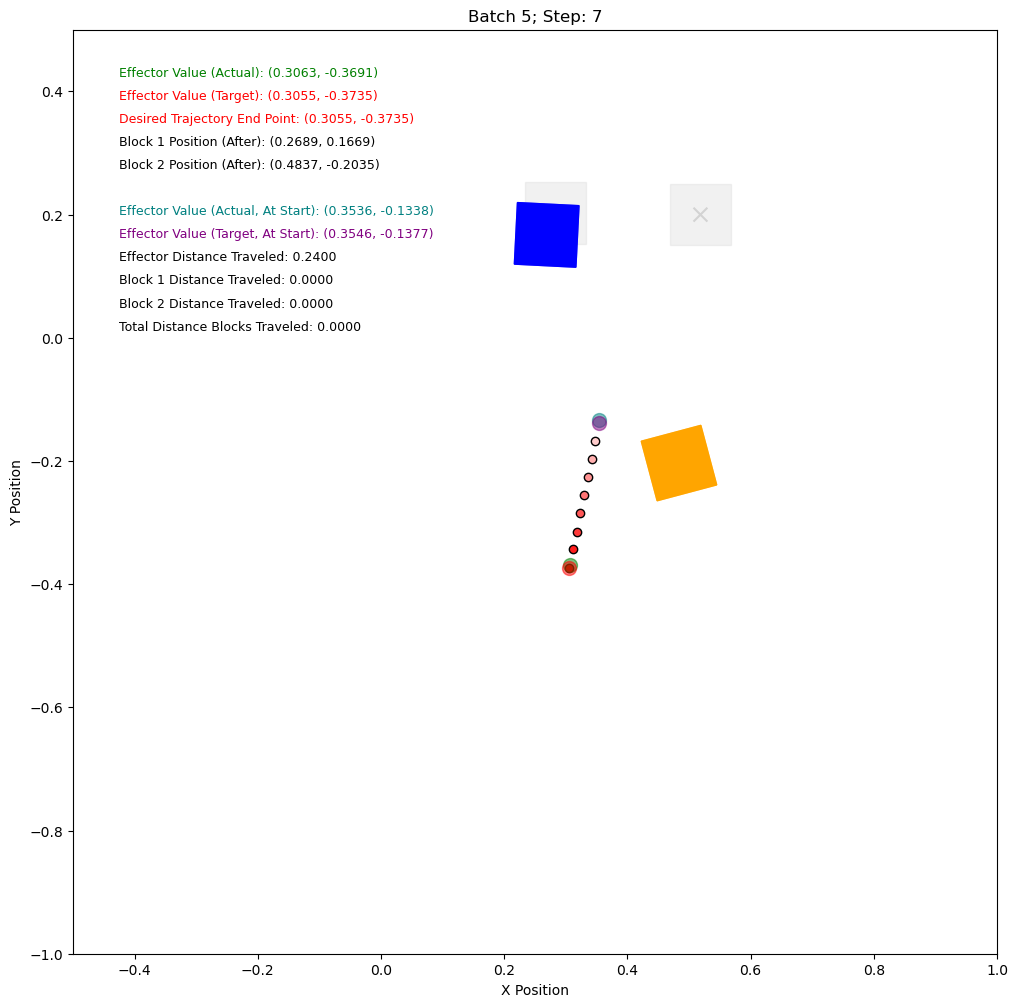 Batch 5; Step: 7
Effector Value (Actual): (0.3063, -0.3691)
Effector Value (Target): (0.3055, -0.3735)
Desired Trajectory End Point: (0.3055, -0.3735)
Block 1 Position (After): (0.2689, 0.1669)
Block 2 Position (After): (0.4837, -0.2035)
Effector Value (Actual, At Start): (0.3536, -0.1338)
Effector Value (Target, At Start): (0.3546, -0.1377)
Effector Distance Traveled: 0.2400
Block 1 Distance Traveled: 0.0000
Block 2 Distance Traveled: 0.0000
Total Distance Blocks Traveled: 0.0000
0.4
0.2
0.0
−0.2
−0.4
−0.6
−0.8
−1.0
Y Position
−0.4
−0.2
0.0
0.2
0.4
0.6
0.8
1.0
X Position